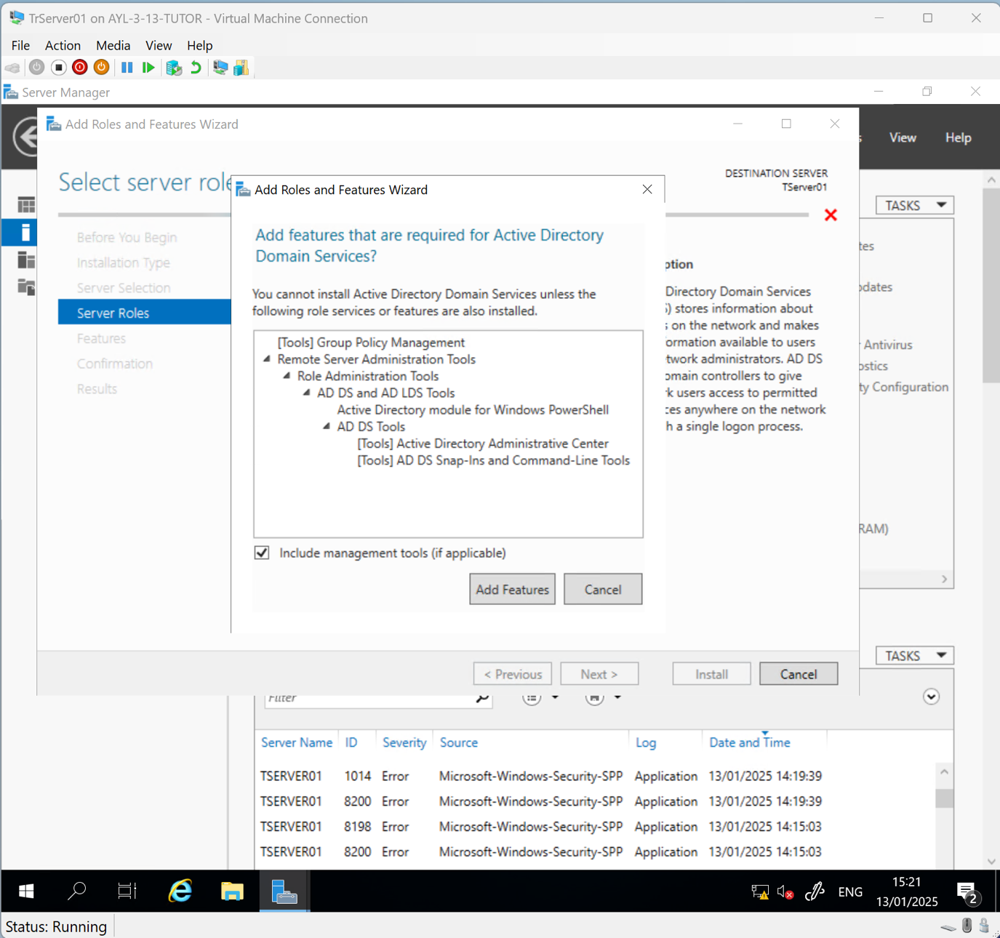 TrServer01 on AYL-3-13-TUTOR - Virtual Machine Connection
File Action Media View Help
Server Manager
Add Roles and Features Wizard
View Help
Select server role
DESTINATION SERVER
TServer01
Add Roles and Features Wizard
TASKS
Before You Begin
Installation Type
Server Selection
Server Roles
Features
Confirmation
Results
Add features that are required for Active Directory
Domain Services?
You cannot install Active Directory Domain Services unless the
following role services or features are also installed.
[Tools] Group Policy Management
Remote Server Administration Tools
Role Administration Tools
AD DS and AD LDS Tools
Active Directory module for Windows PowerShell
AD DS Tools
[Tools] Active Directory Administrative Center
[Tools] AD DS Snap-Ins and Command-Line Tools
Include management tools (if applicable)
Add Features Cancel
ption
Directory Domain Services
) stores information about
s on the network and makes
ormation available to users
twork administrators. AD DS
omain controllers to give
k users access to permitted
ces anywhere on the network
h a single logon process.
tes
pdates
r Antivirus
ostics
ty Configuration
RAM)
< Previous Next > Install Cancel
TASKS
Filter
Server Name ID Severity Source Log Date and Time
TSERVER01 1014 Error Microsoft-Windows-Security-SPP Application 13/01/2025 14:19:39
TSERVER01 8200 Error Microsoft-Windows-Security-SPP Application 13/01/2025 14:19:39
TSERVER01 8198 Error Microsoft-Windows-Security-SPP Application 13/01/2025 14:15:03
TSERVER01 8200 Error Microsoft-Windows-Security-SPP Application 13/01/2025 14:15:03
ENG
15:21
13/01/2025
2
Status: Running